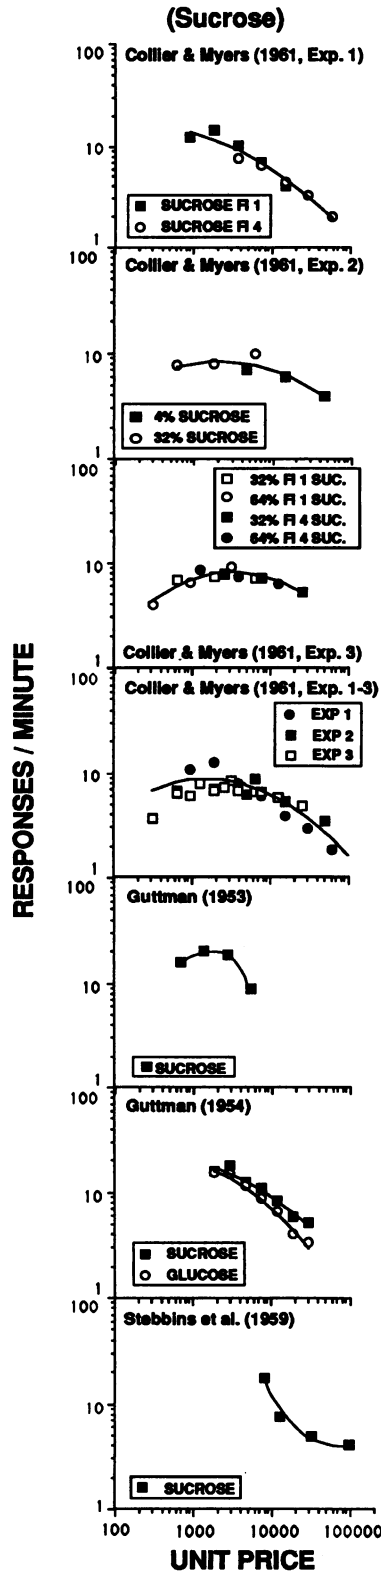 (Sucrose)
100
Collier & Myers (1961, Exp. 1)
10
SUCROSE FI 1
SUCROSE FI 4
1
100
Collier & Myers (1961, Exp. 2)
10
4% SUCROSE
32% SUCROSE
1
100
32% FI 1 SUC.
64% FI 1 SUC.
32% FI 4 SUC.
64% FI 4 SUC.
10
Collier & Myers (1961, Exp. 3)
1
100
Collier & Myers (1961, Exp. 1-3)
EXP 1
EXP 2
EXP 3
10
1
100
Guttman (1953)
10
SUCROSE
1
100
Guttman (1954)
10
SUCROSE
GLUCOSE
1
100
Stebbins et al. (1959)
10
SUCROSE
1
100 1000 10000 100000
UNIT PRICE
RESPONSES / MINUTE